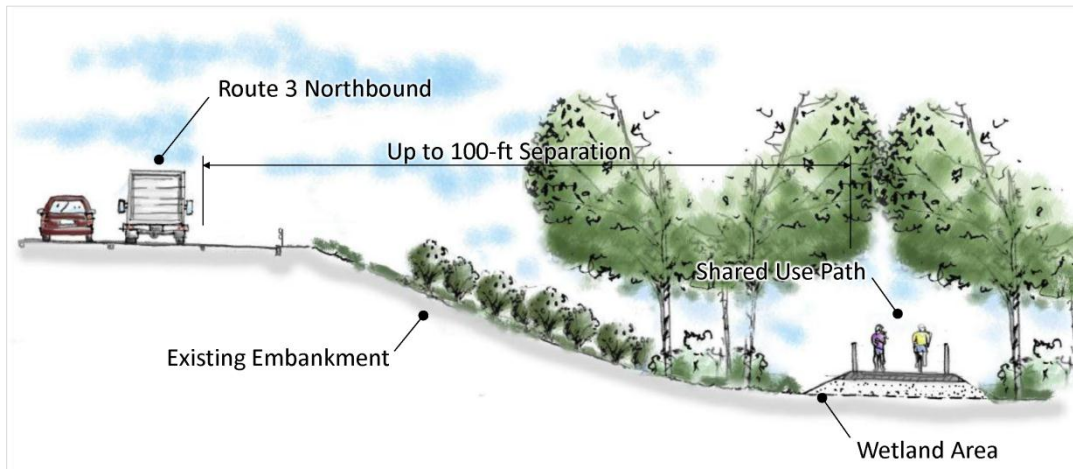 Route 3 Northbound
Up to 100-ft Separation
Shared Use Path
Existing Embankment
Wetland Area